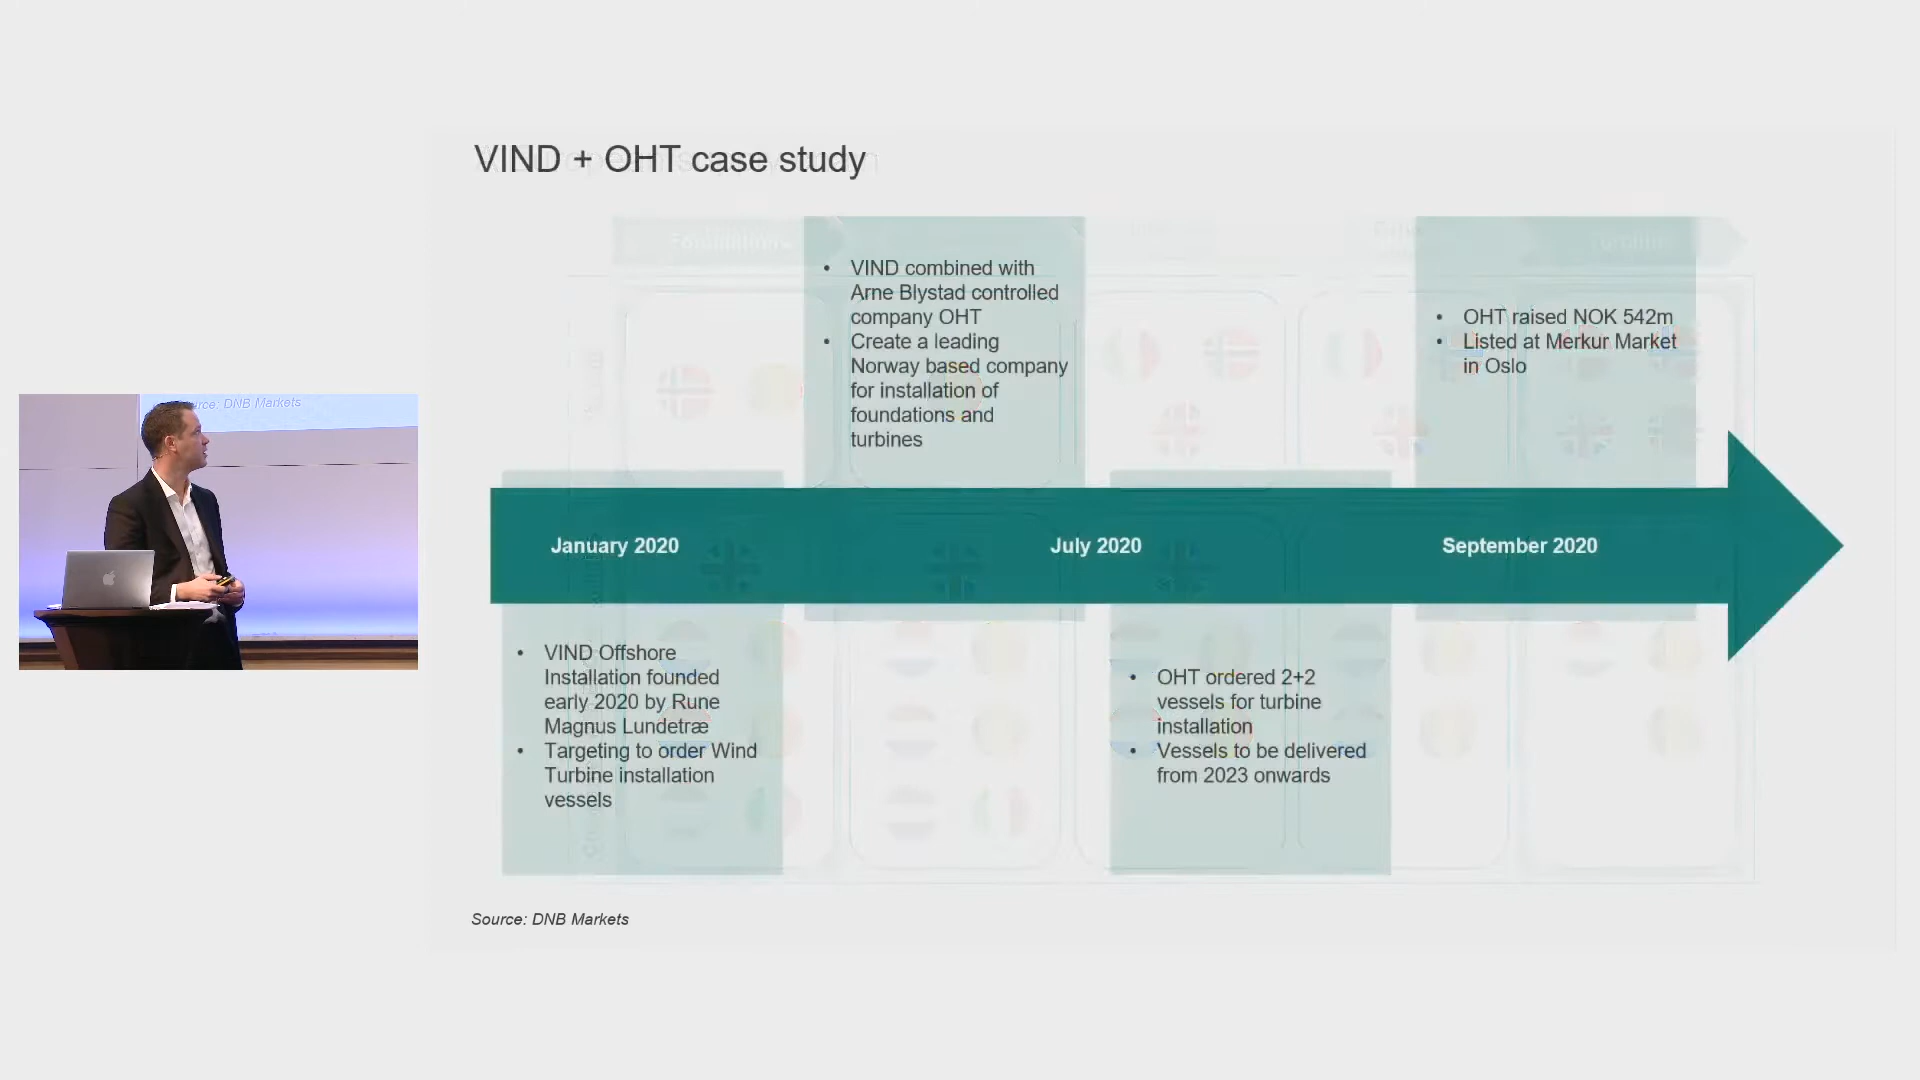 VIND + OHT case study
Foundations
• VIND combined with
Arne Blystad controlled
company OHT
• Create a leading
Norway based company
for installation of
foundations and
turbines
• OHT raised NOK 542m
• Listed at Merkur Market
in Oslo
January 2020
July 2020
September 2020
• VIND Offshore
Installation founded
early 2020 by Rune
Magnus Lundetræ
• Targeting to order Wind
Turbine installation
vessels
• OHT ordered 2+2
vessels for turbine
installation
• Vessels to be delivered
from 2023 onwards
Source: DNB Markets
DNB Markets